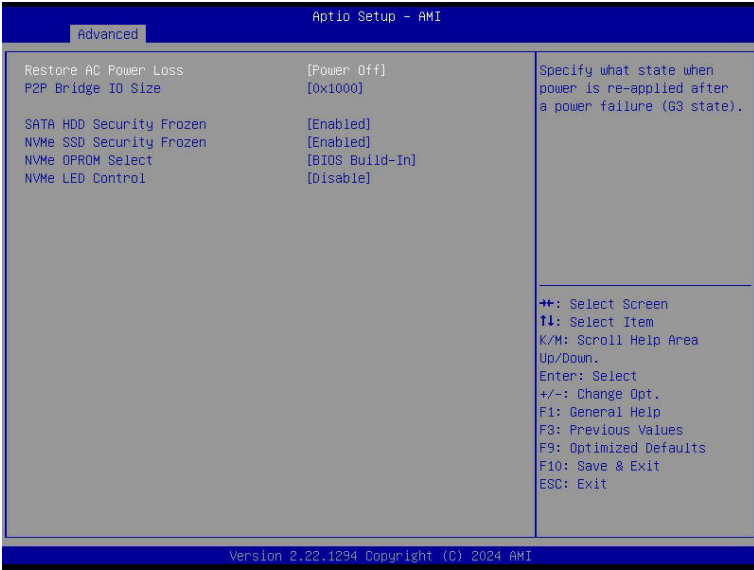 Aptio Setup – AMI
Advanced
Restore AC Power Loss [Power Off]
P2P Bridge IO Size [0x1000]
SATA HDD Security Frozen [Enabled]
NVMe SSD Security Frozen [Enabled]
NVMe OPROM Select [BIOS Build-In]
NVMe LED Control [Disable]
Specify what state when
power is re-applied after
a power failure (G3 state).
→←: Select Screen
↑↓: Select Item
K/M: Scroll Help Area
Up/Down.
Enter: Select
+/-: Change Opt.
F1: General Help
F3: Previous Values
F9: Optimized Defaults
F10: Save & Exit
ESC: Exit
Version 2.22.1294 Copyright (C) 2024 AMI